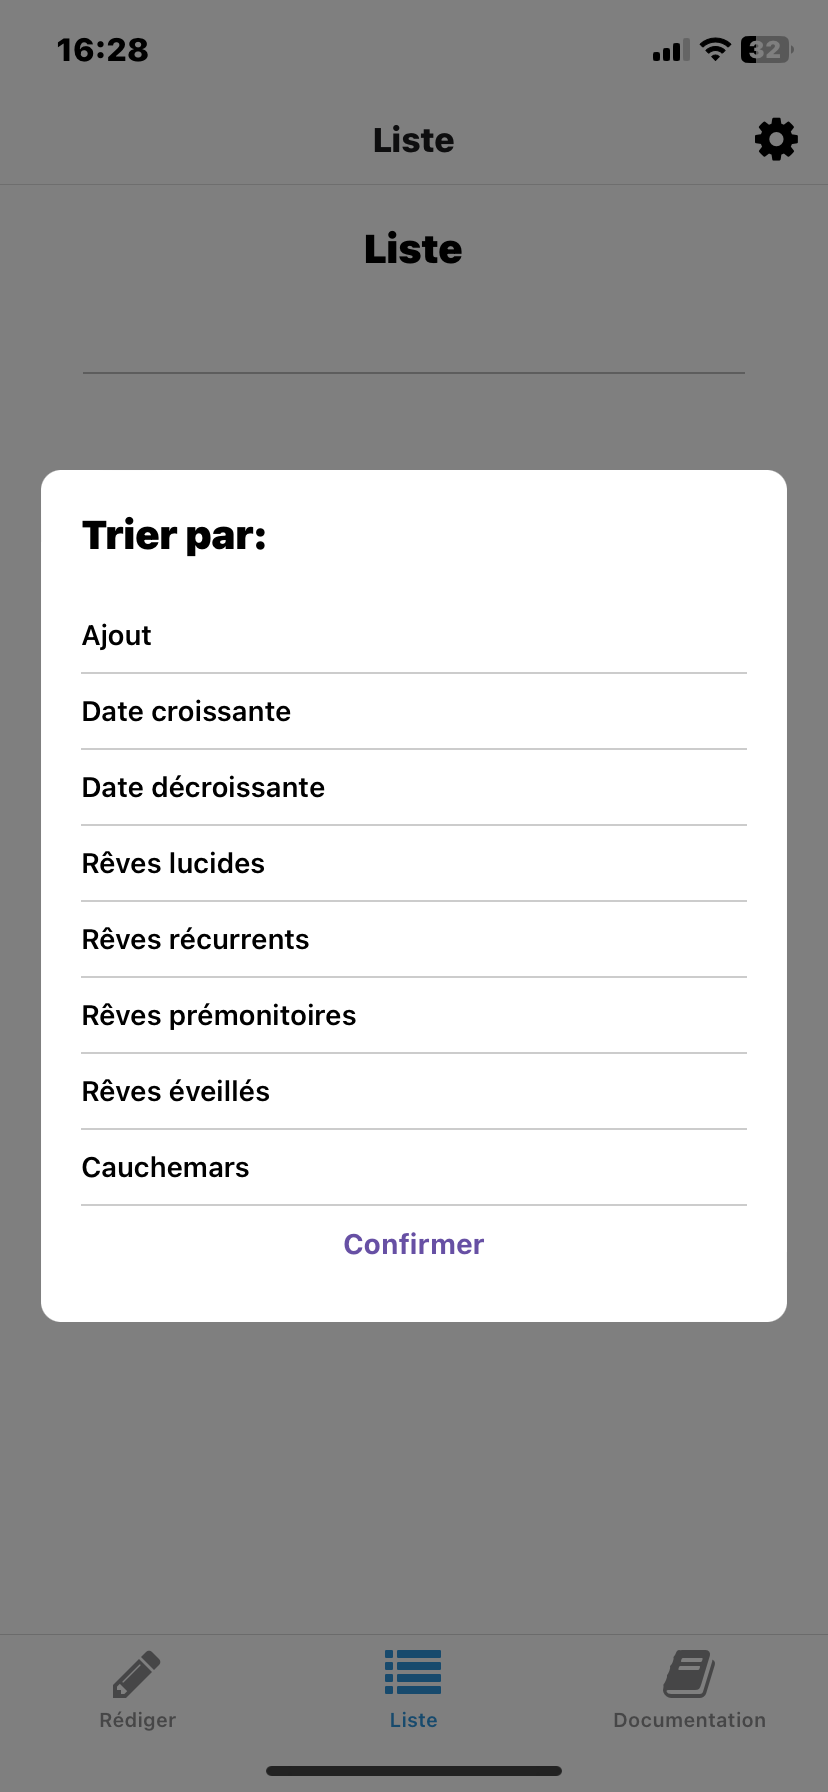 16:28
32
Liste
Liste
Trier par:
Ajout
Date croissante
Date décroissante
Rêves lucides
Rêves récurrents
Rêves prémonitoires
Rêves éveillés
Cauchemars
Confirmer
Rédiger
Liste
Documentation